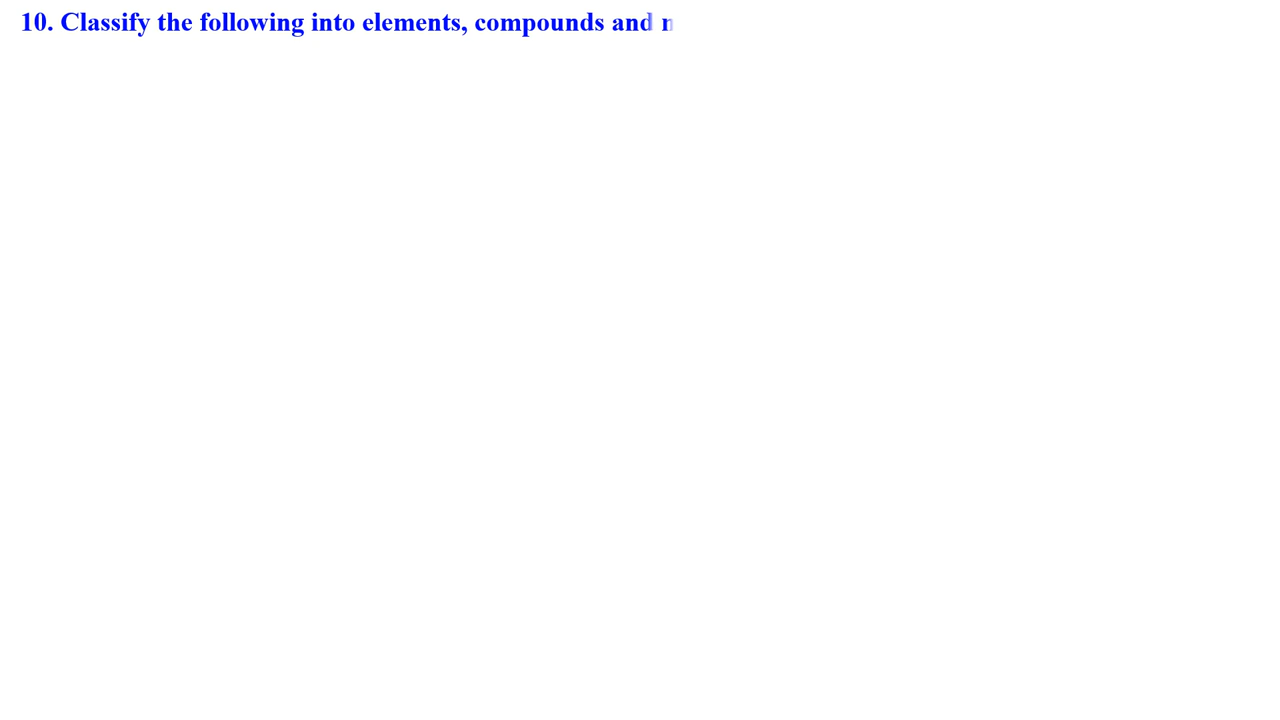 10. Classify the following into elements, compounds and